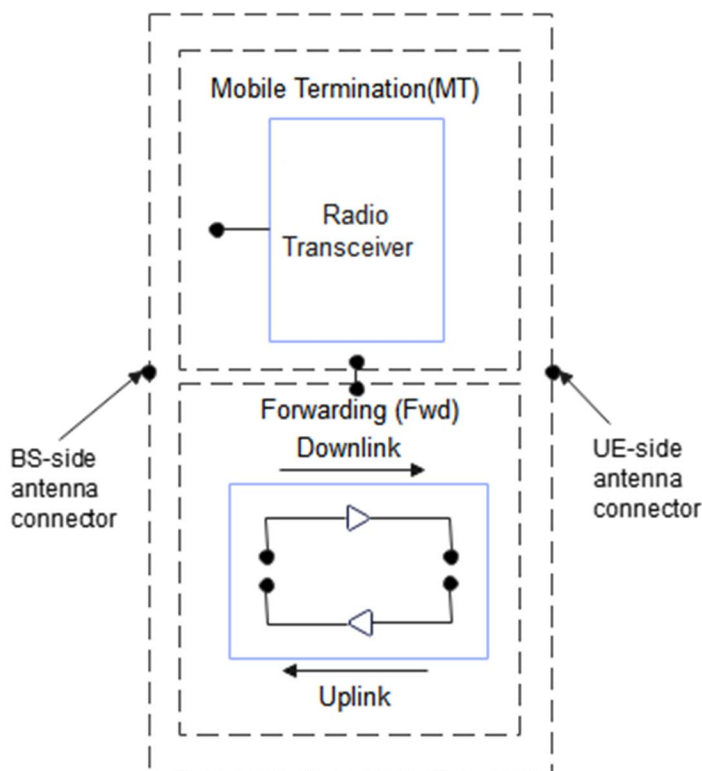 Mobile Termination(MT)
Radio
Transceiver
Forwarding (Fwd)
Downlink
BS-side
antenna
connector
UE-side
antenna
connector
Uplink